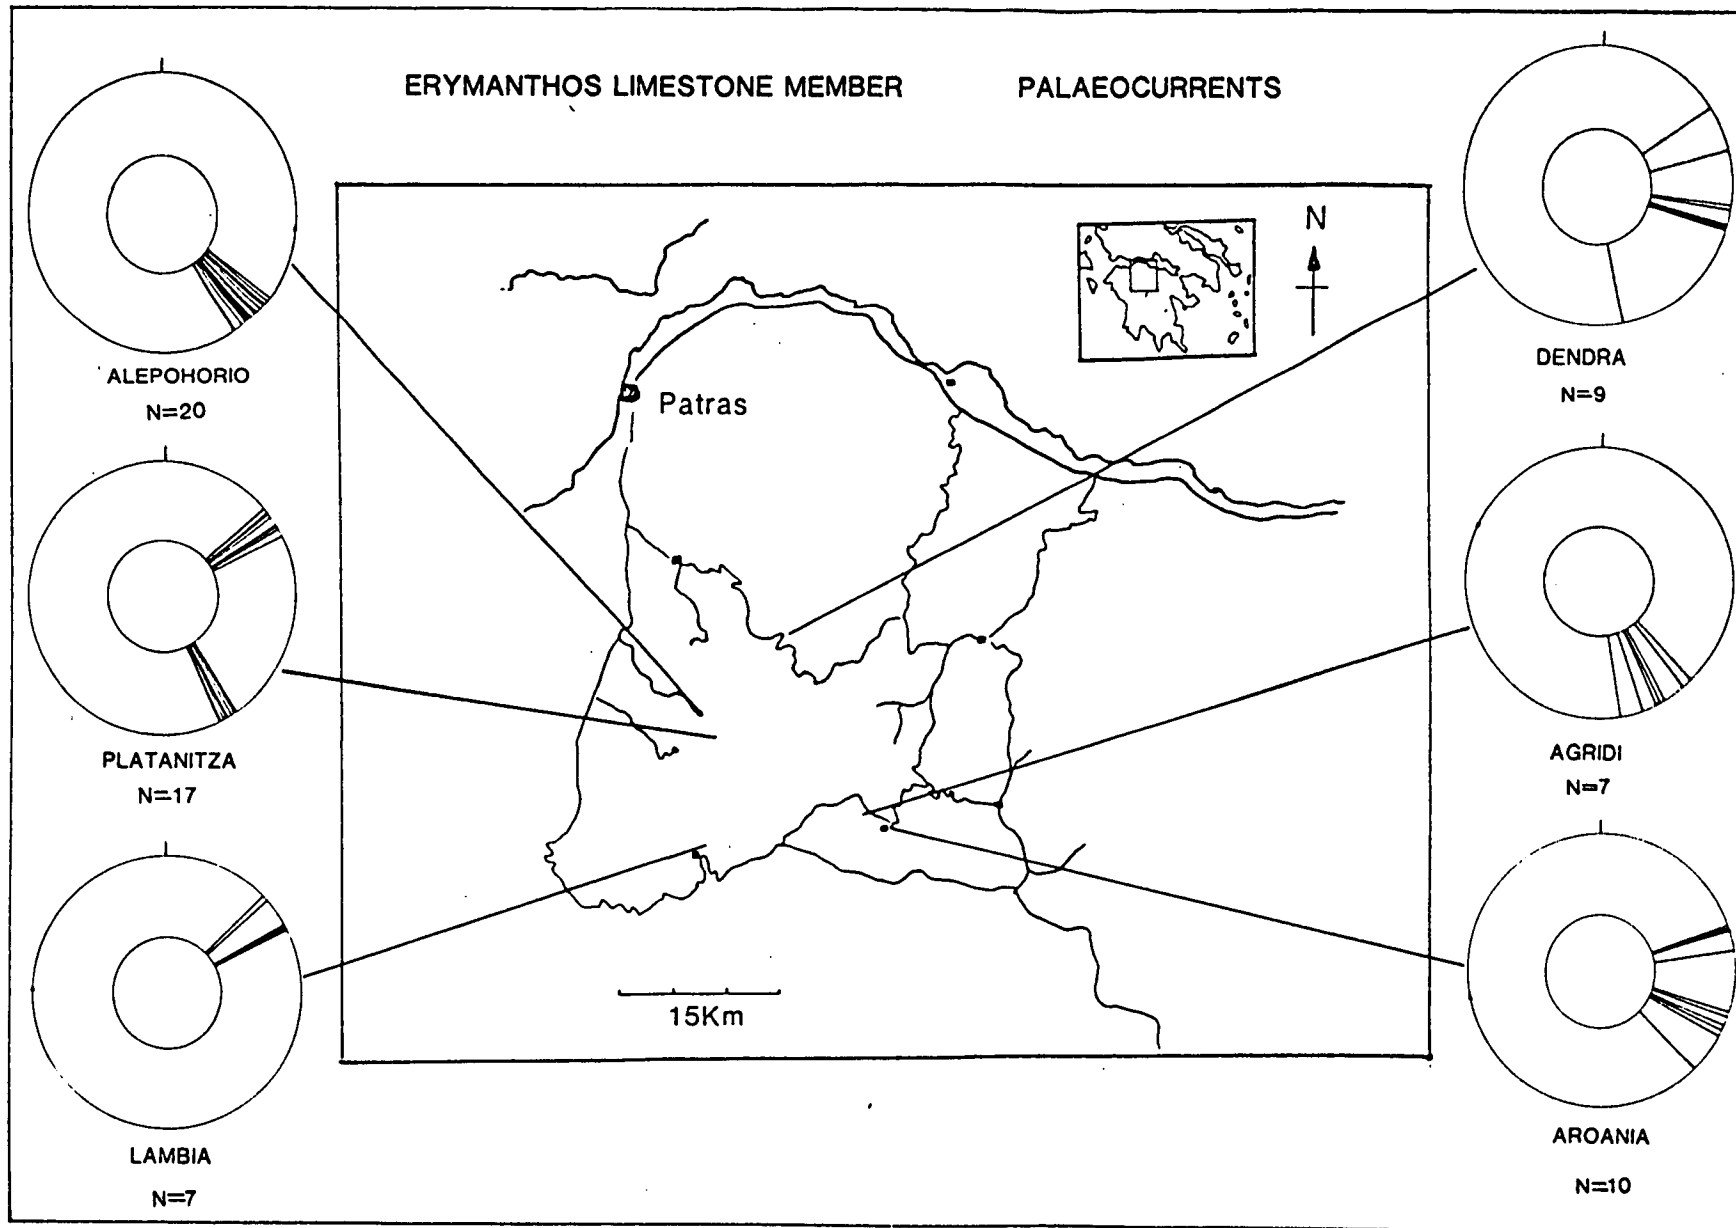 ERYMANTHOS LIMESTONE MEMBER PALAEOCURRENTS
ALEPOHORIO
N=20
PLATANITZA
N=17
LAMBIA
N=7
N
Patras
15Km
DENDRA
N=9
AGRIDI
N=7
AROANIA
N=10